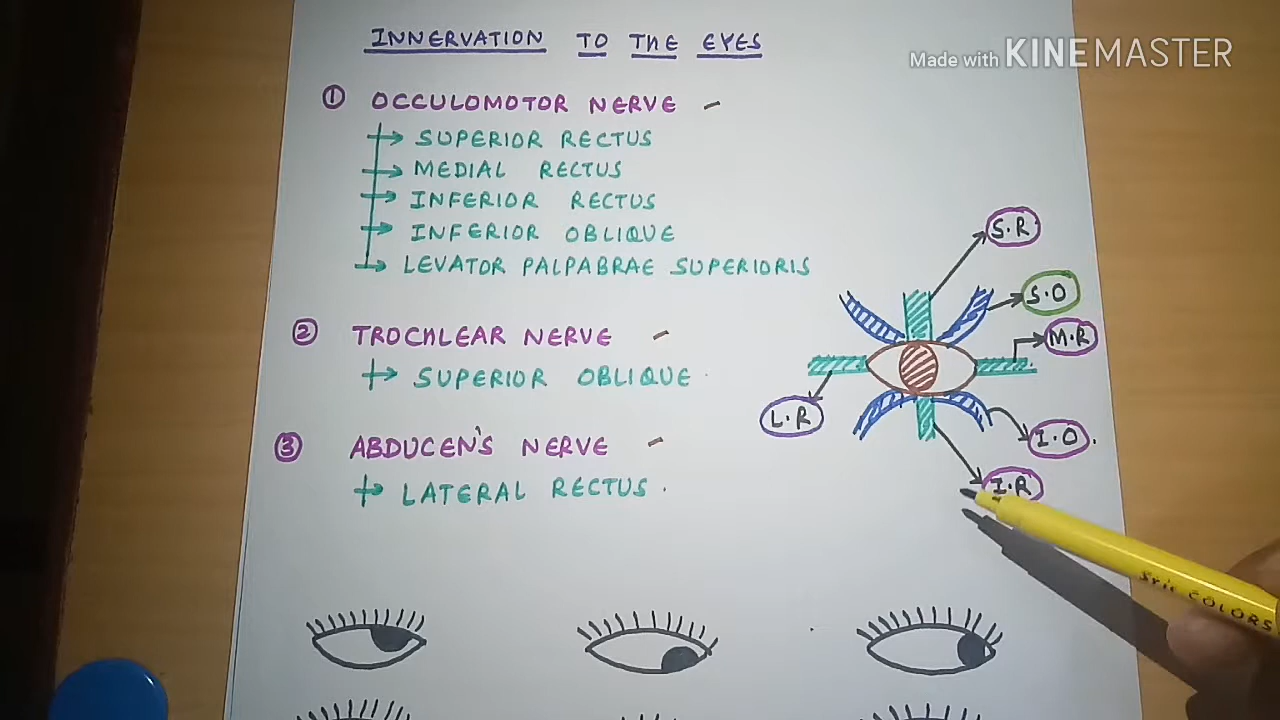 INNERVATION TO THE EYES
Made with KINEMASTER
① OCCULOMOTOR NERVE -
SUPERIOR RECTUS
MEDIAL RECTUS
INFERIOR RECTUS
INFERIOR OBLIQUE
LEVATOR PALPABRAE SUPERIORIS
② TROCHLEAR NERVE -
SUPERIOR OBLIQUE
③ ABDUCEN'S NERVE -
LATERAL RECTUS.
S.R
S.O
M.R
L.R
I.O.
I.R
COLORS